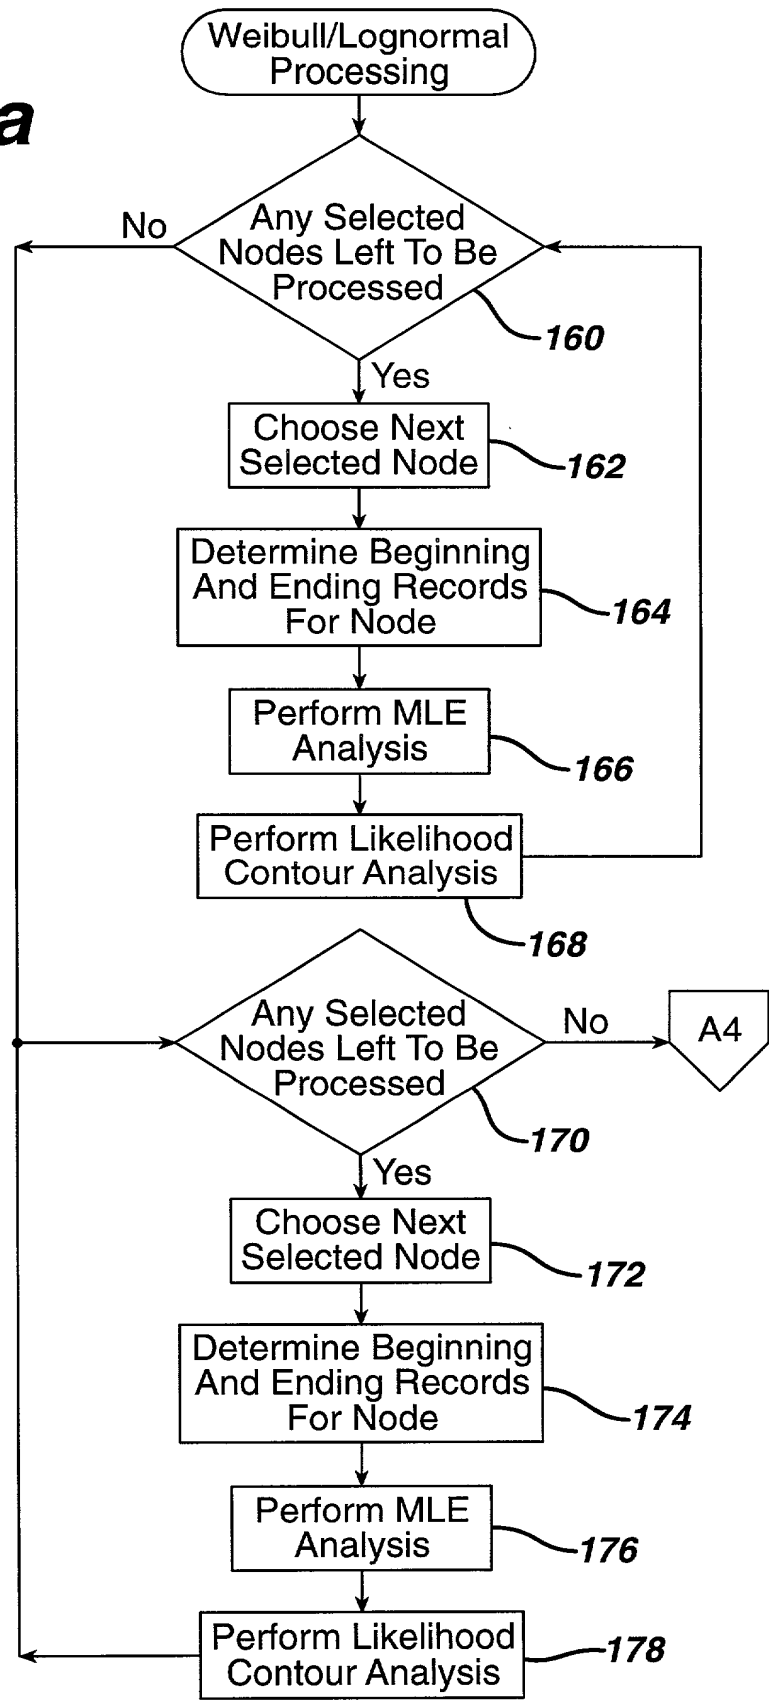 Weibull/Lognormal
Processing
a
No
Any Selected
Nodes Left To Be
Processed
160
Yes
Choose Next
Selected Node
162
Determine Beginning
And Ending Records
For Node
164
Perform MLE
Analysis
166
Perform Likelihood
Contour Analysis
168
Any Selected
Nodes Left To Be
Processed
No
A4
170
Yes
Choose Next
Selected Node
172
Determine Beginning
And Ending Records
For Node
174
Perform MLE
Analysis
176
Perform Likelihood
Contour Analysis
178